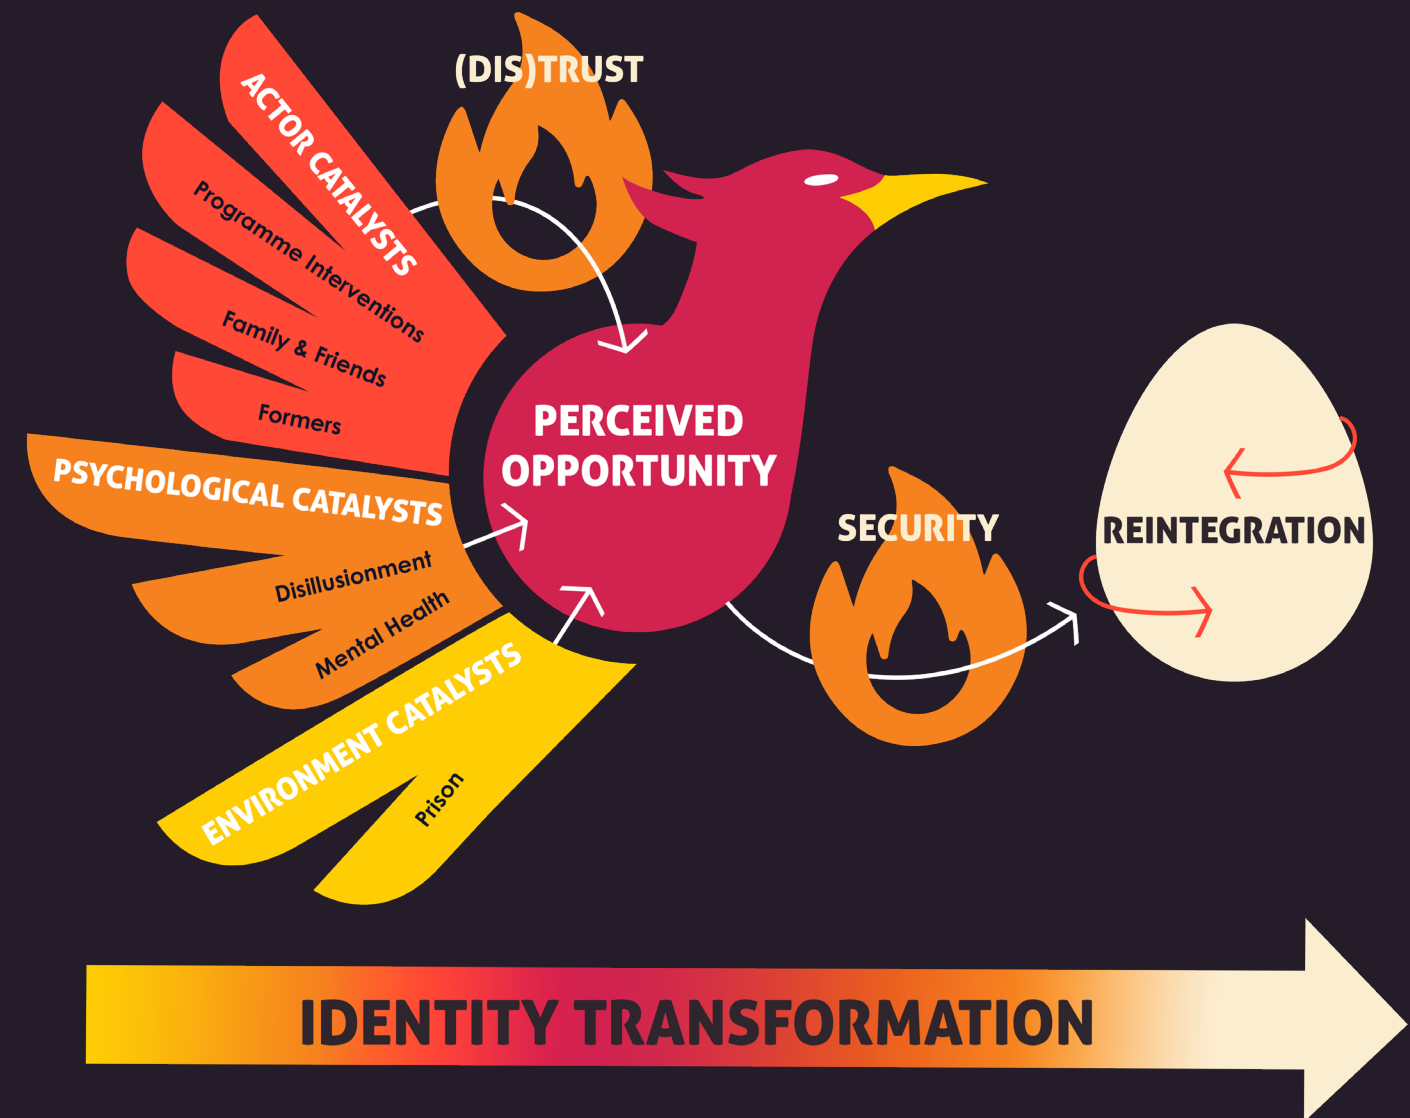 (DIS)TRUST
ACTOR CATALYSTS
Programme Interventions
Family & Friends
Formers
PSYCHOLOGICAL CATALYSTS
Disillusionment
Mental Health
ENVIRONMENT CATALYSTS
Prison
PERCEIVED
OPPORTUNITY
SECURITY
REINTEGRATION
IDENTITY TRANSFORMATION